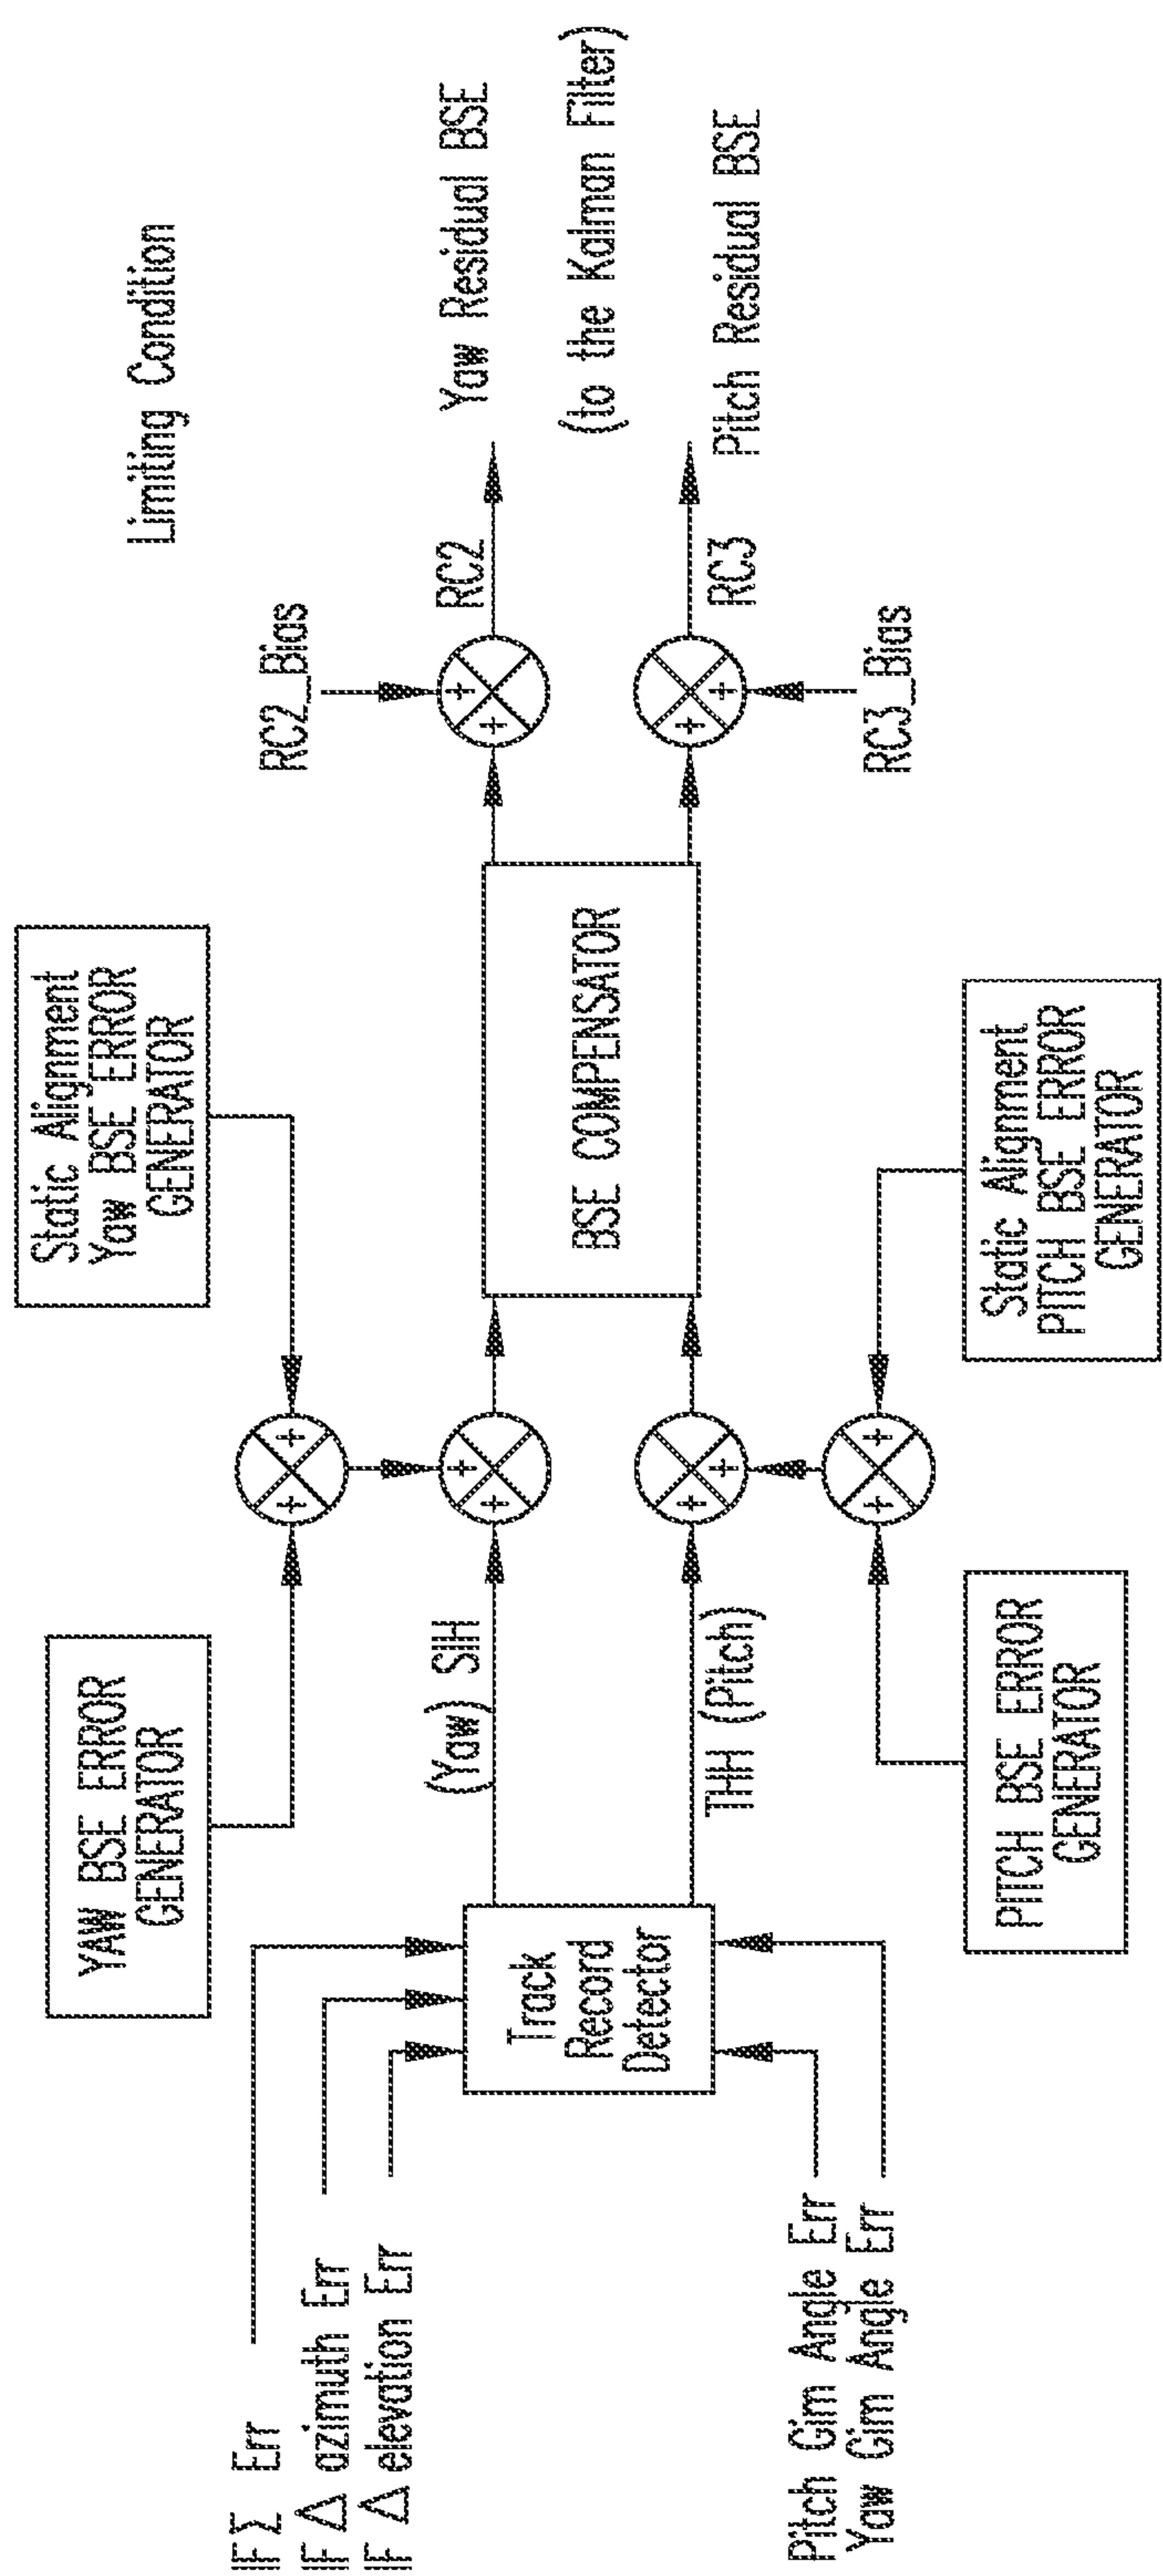 Limiting Condition
IF Σ Err
IF Δ azimuth Err
IF Δ elevation Err
Pitch Gim Angle Err
Yaw Gim Angle Err
Track
Record
Detector
YAW BSE ERROR
GENERATOR
Static Alignment
Yaw BSE ERROR
GENERATOR
+
+
(Yaw) SIH
+
+
THH (Pitch)
+
+
+
+
PITCH BSE ERROR
GENERATOR
Static Alignment
PITCH BSE ERROR
GENERATOR
BSE COMPENSATOR
RC2_Bias
+
+
RC2
Yaw Residual BSE
(to the Kalman Filter)
+
+
RC3
Pitch Residual BSE
RC3_Bias